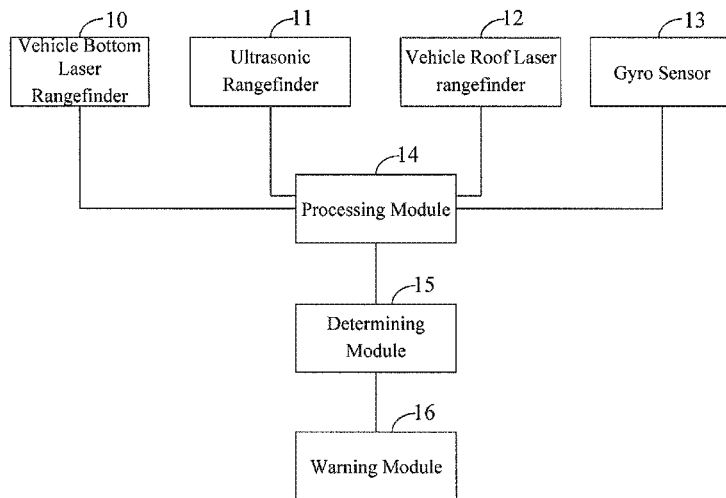 10
11
12
13
Vehicle Bottom
Laser
Rangefinder
Ultrasonic
Rangefinder
Vehicle Roof Laser
rangefinder
Gyro Sensor
14
Processing Module
15
Determining
Module
16
Warning Module